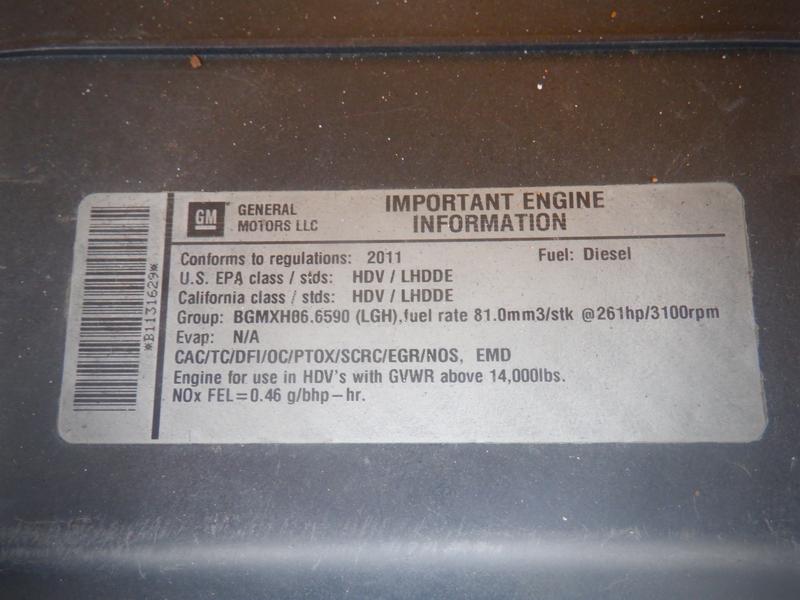 GM
GENERAL
MOTORS LLC
IMPORTANT ENGINE
INFORMATION
Conforms to regulations: 2011 Fuel: Diesel
U.S. EPA class / stds: HDV / LHDDE
California class / stds: HDV / LHDDE
Group: BGMXH06.6590 (LGH),fuel rate 81.0mm3/stk @261hp/3100rpm
Evap: N/A
CAC/TC/DFI/OC/PTOX/SCRC/EGR/NOS, EMD
Engine for use in HDV's with GVWR above 14,000lbs.
NOx FEL=0.46 g/bhp-hr.
*B1131629*